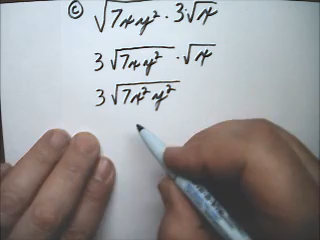 © √7xy² · 3√x
3√7xy² · √x
3√7x²y²